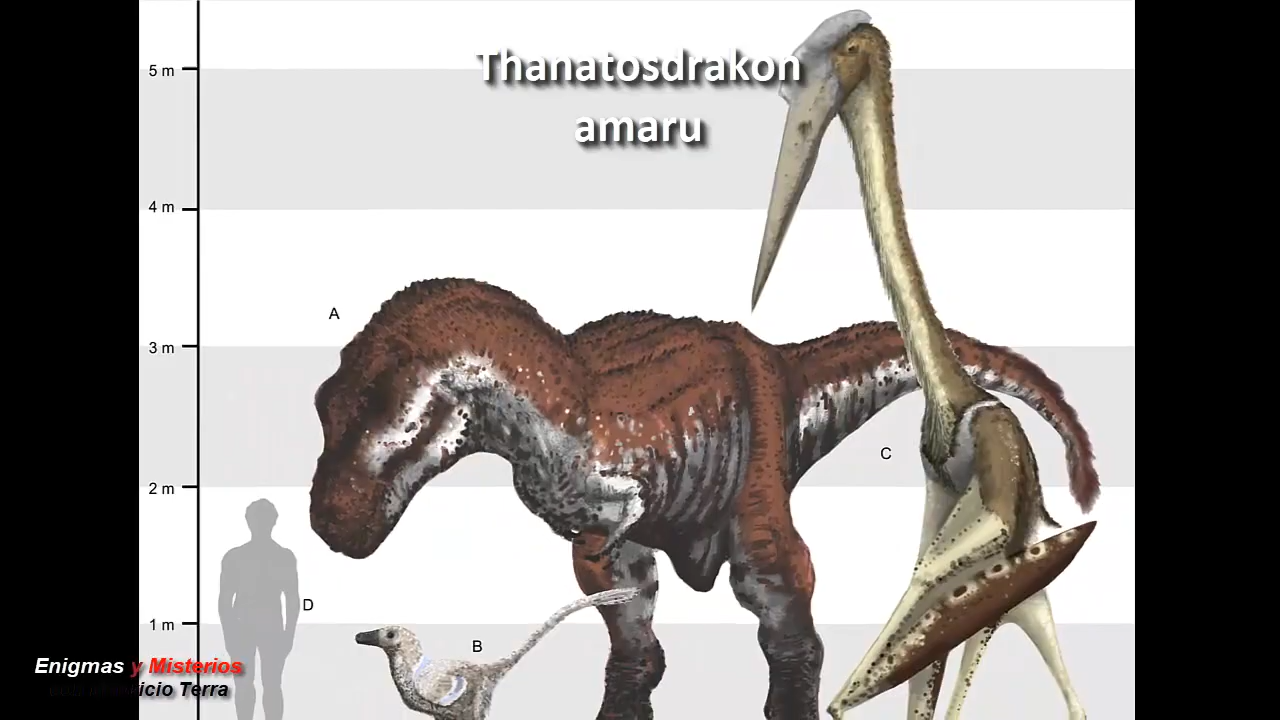 Thanatosdrakon
amaru
5 m
4 m
A
3 m
C
2 m
D
1 m
B
Enigmas y Misterios
Terra